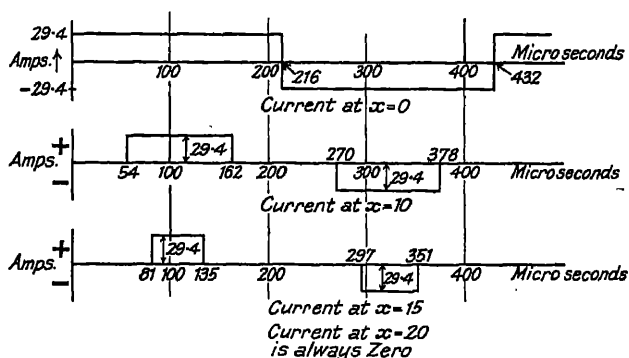 29·4
Amps.↑
-29·4
100
200
216
300
400
432
Micro seconds
Current at x=0
Amps.
+
-
29·4
54
100
162
200
270
300
29·4
378
400
Microseconds
Current at x=10
Amps.
+
-
29·4
81
100
135
200
297
351
29·4
400
Micro seconds
Current at x=15
Current at x=20
is always Zero